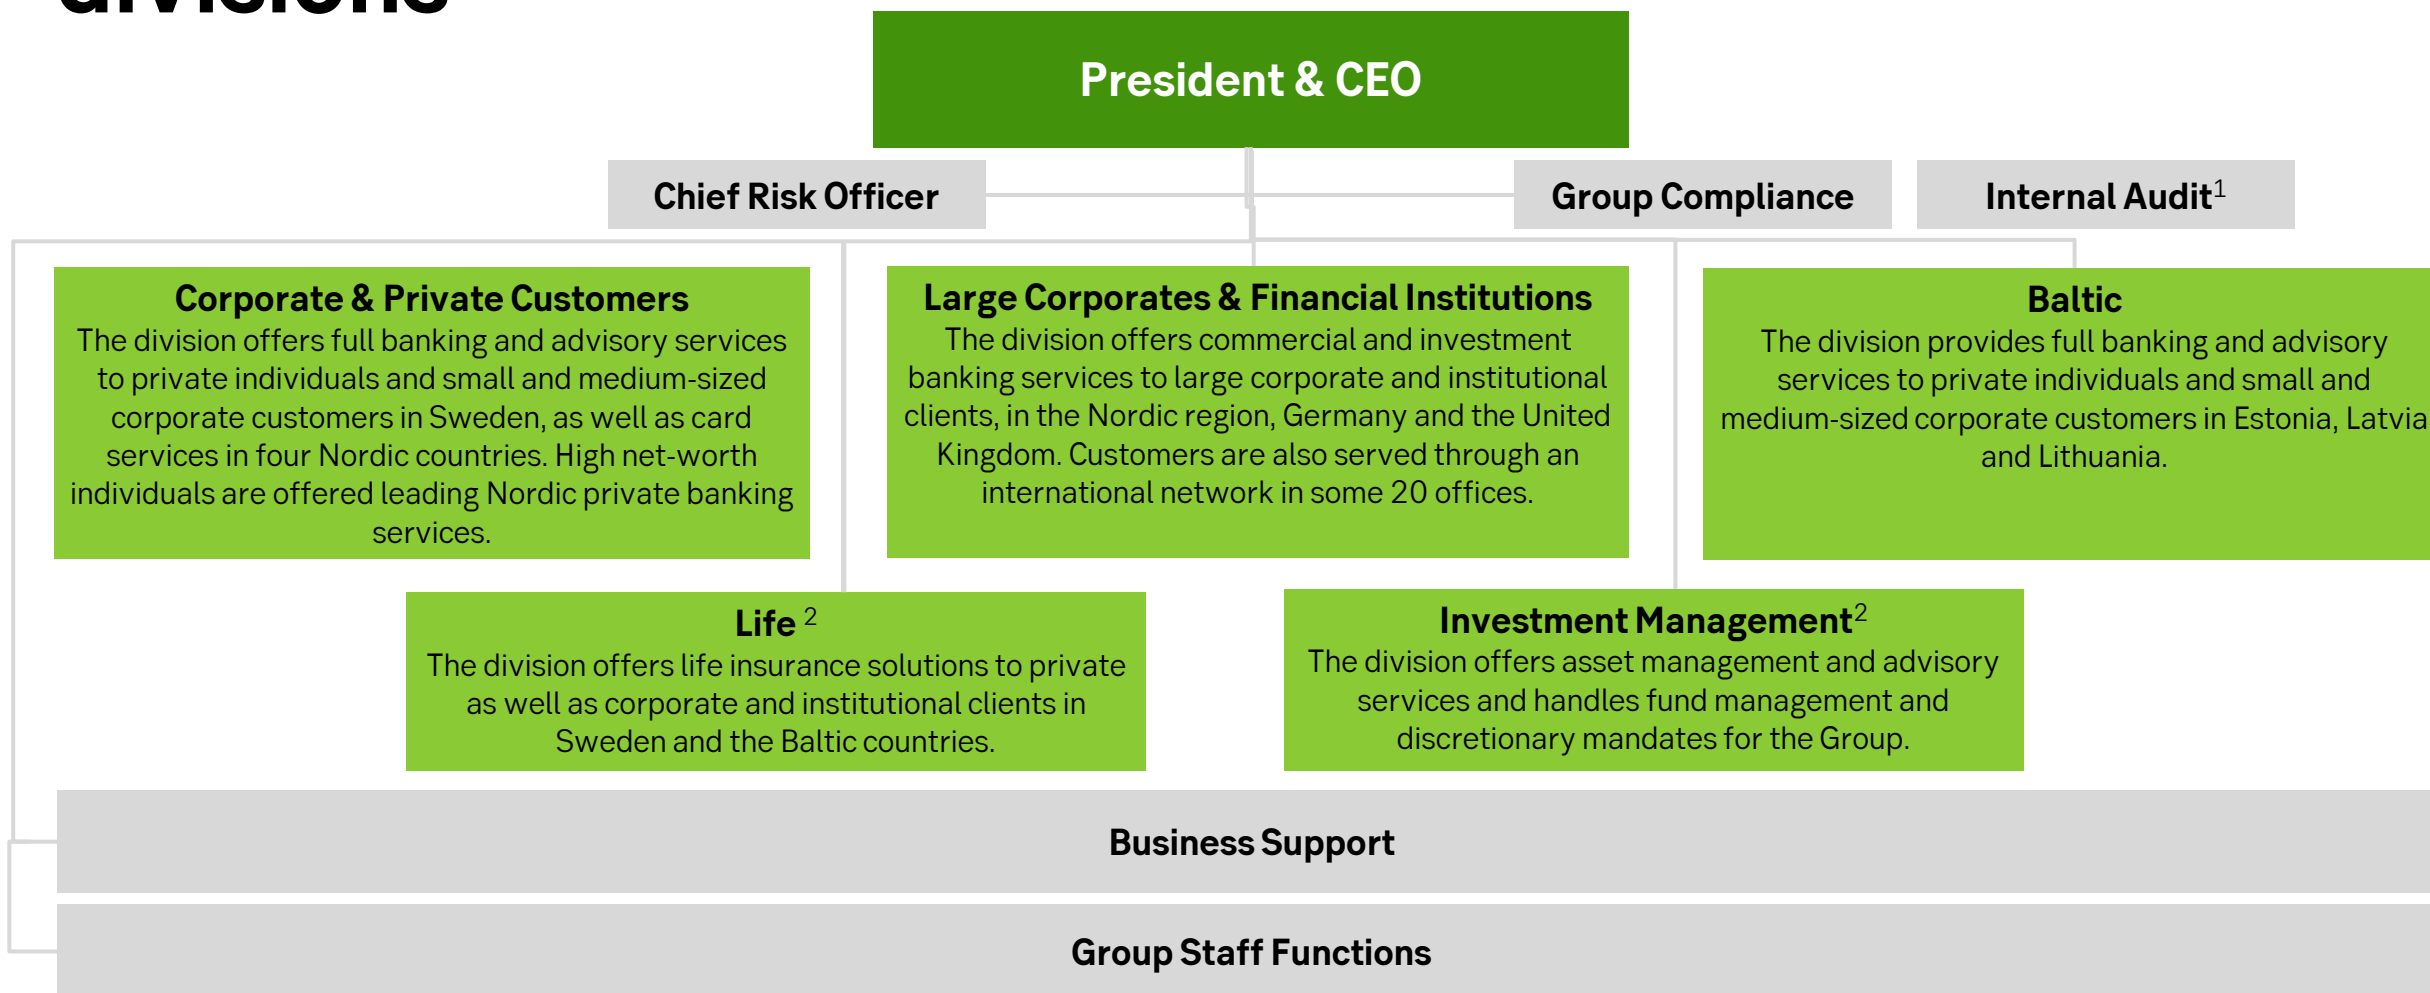 divisions
President & CEO
Chief Risk Officer
Group Compliance
Internal Audit1
Corporate & Private Customers
The division offers full banking and advisory services
to private individuals and small and medium-sized
corporate customers in Sweden, as well as card
services in four Nordic countries. High net-worth
individuals are offered leading Nordic private banking
services.
Large Corporates & Financial Institutions
The division offers commercial and investment
banking services to large corporate and institutional
clients, in the Nordic region, Germany and the United
Kingdom. Customers are also served through an
international network in some 20 offices.
Baltic
The division provides full banking and advisory
services to private individuals and small and
medium-sized corporate customers in Estonia, Latvia
and Lithuania.
Life 2
The division offers life insurance solutions to private
as well as corporate and institutional clients in
Sweden and the Baltic countries.
Investment Management2
The division offers asset management and advisory
services and handles fund management and
discretionary mandates for the Group.
Business Support
Group Staff Functions